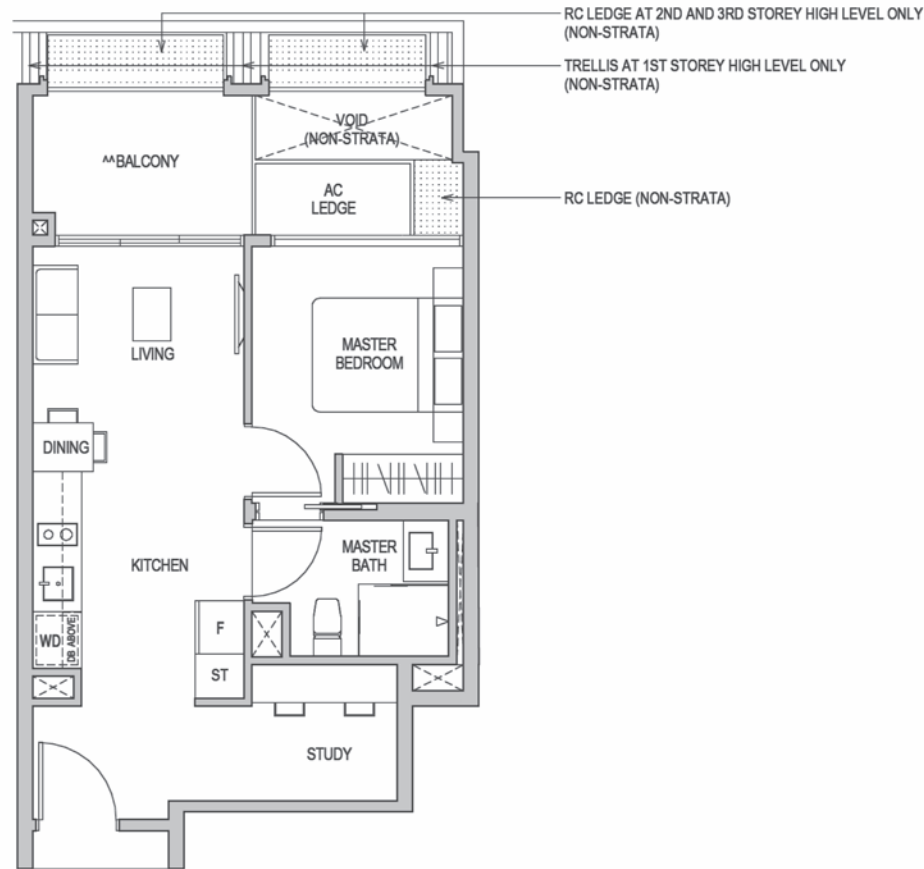 RC LEDGE AT 2ND AND 3RD STOREY HIGH LEVEL ONLY
(NON-STRATA)
TRELLIS AT 1ST STOREY HIGH LEVEL ONLY
(NON-STRATA)
VOID
(NON-STRATA)
^^BALCONY
AC
LEDGE
RC LEDGE (NON-STRATA)
LIVING
MASTER
BEDROOM
DINING
KITCHEN
MASTER
BATH
WD
DB ABOVE
F
ST
STUDY